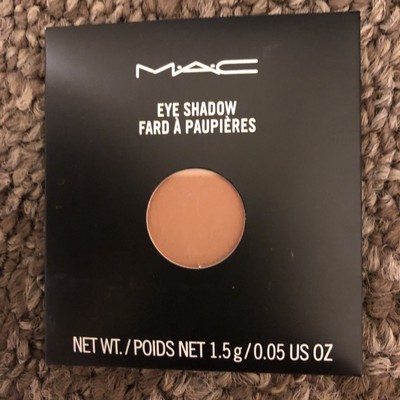 M·A·C
EYE SHADOW
FARD À PAUPIÈRES
NET WT./POIDS NET 1.5 g/0.05 US OZ